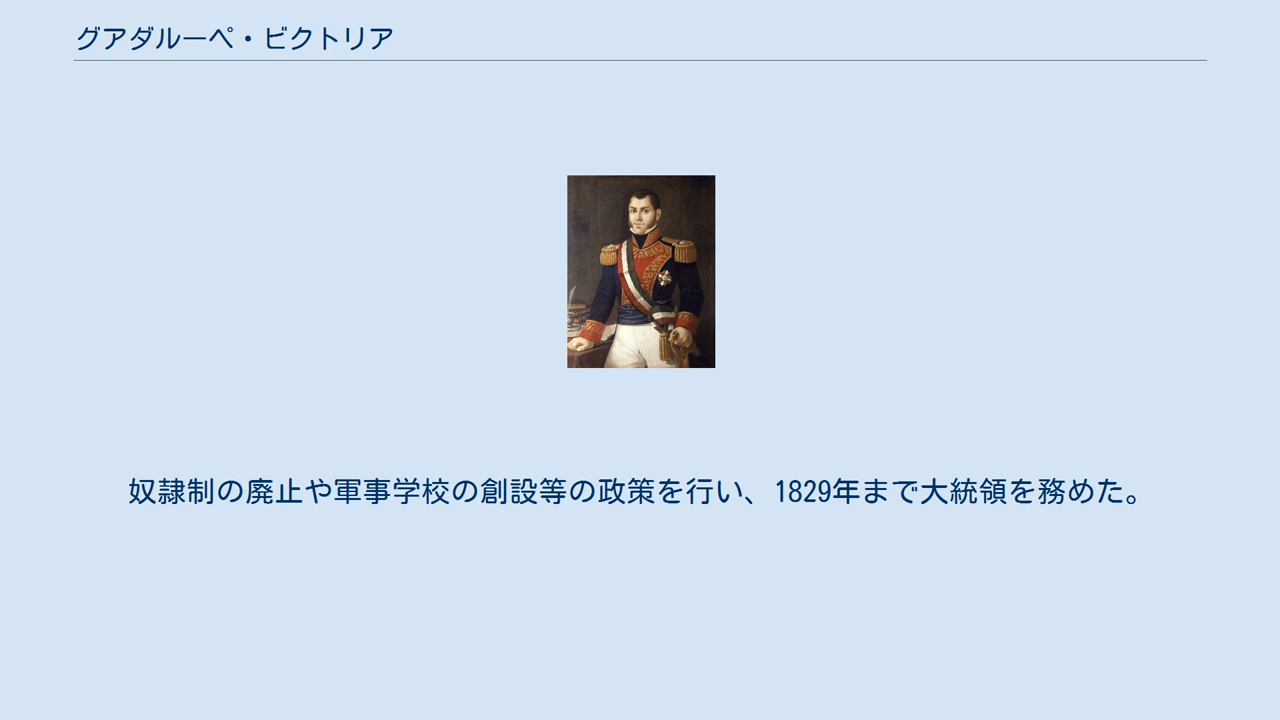 グアダルーペ・ビクトリア
奴隷制の廃止や軍事学校の創設等の政策を行い、1829年まで大統領を務めた。